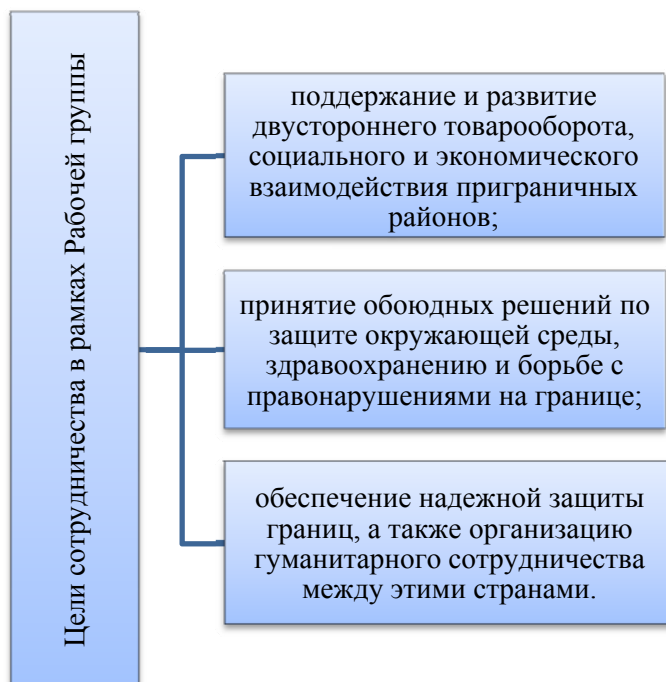 Цели сотрудничества в рамках Рабочей группы
поддержание и развитие
двустороннего товарооборота,
социального и экономического
взаимодействия приграничных
районов;
принятие обоюдных решений по
защите окружающей среды,
здравоохранению и борьбе с
правонарушениями на границе;
обеспечение надежной защиты
границ, а также организацию
гуманитарного сотрудничества
между этими странами.